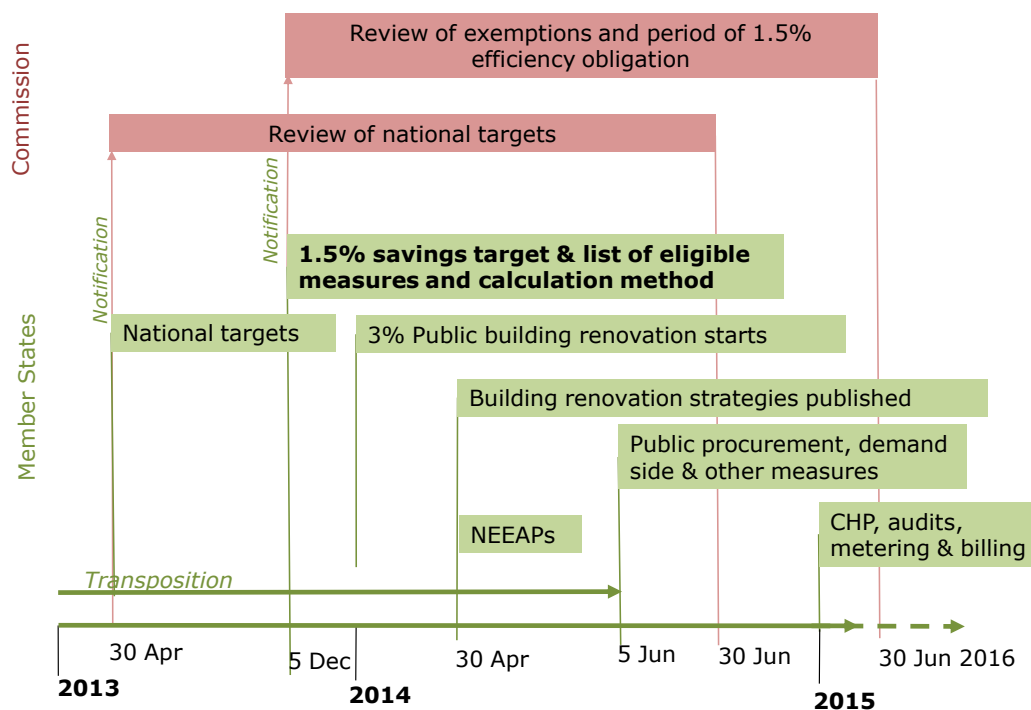 Commission
Review of exemptions and period of 1.5%
efficiency obligation
Review of national targets
Notification
Notification
Member States
1.5% savings target & list of eligible
measures and calculation method
National targets
3% Public building renovation starts
Building renovation strategies published
Public procurement, demand
side & other measures
NEEAPs
CHP, audits,
metering & billing
Transposition
30 Apr
5 Dec
30 Apr
5 Jun
30 Jun
30 Jun 2016
2013
2014
2015